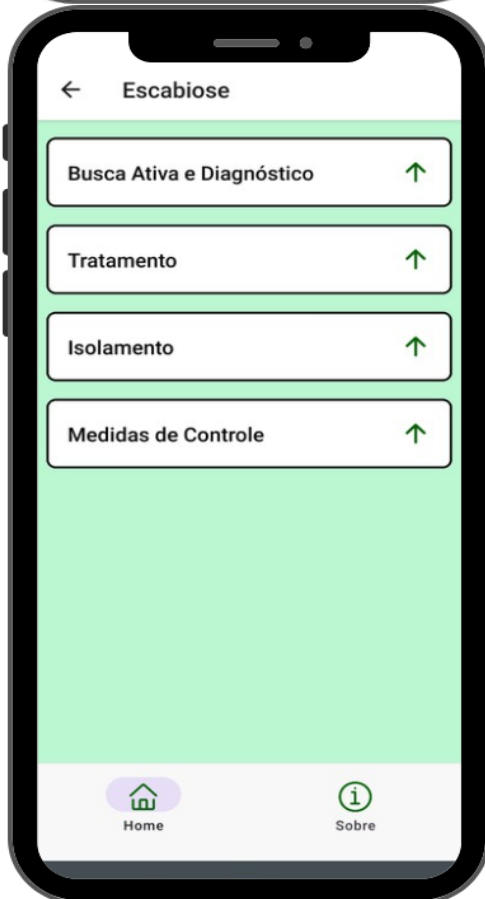 Escabiose
Busca Ativa e Diagnóstico
Tratamento
Isolamento
Medidas de Controle
Home
Sobre